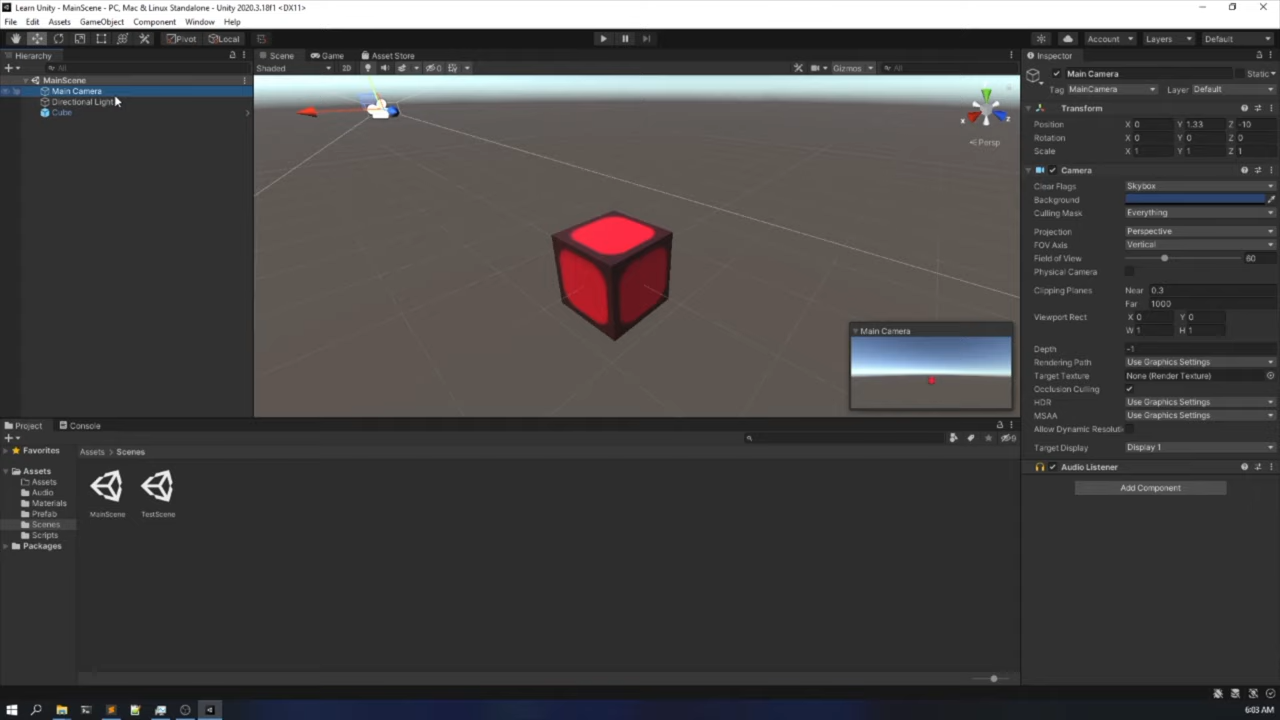 Learn Unity - MainScene - PC, Mac & Linux Standalone - Unity 2020.3.18f1 <DX11>
File Edit Assets GameObject Component Window Help
Pivot Local Account Layers Default
Hierarchy
All
MainScene
Main Camera
Directional Light
Cube
Scene Game Asset Store
Shaded 2D 0 Gizmos All
x z
Persp
Main Camera
Inspector
Main Camera Static
Tag MainCamera Layer Default
Transform
Position X 0 Y 1.33 Z -10
Rotation X 0 Y 0 Z 0
Scale X 1 Y 1 Z 1
Camera
Clear Flags Skybox
Background
Culling Mask Everything
Projection Perspective
FOV Axis Vertical
Field of View 60
Physical Camera
Clipping Planes Near 0.3
Far 1000
Viewport Rect X 0 Y 0
W 1 H 1
Depth -1
Rendering Path Use Graphics Settings
Target Texture None (Render Texture)
Occlusion Culling
HDR Use Graphics Settings
MSAA Use Graphics Settings
Allow Dynamic Resoluti
Target Display Display 1
Audio Listener
Add Component
Project Console
Favorites
Assets
Assets
Audio
Materials
Prefab
Scenes
Scripts
Packages
Assets > Scenes
MainScene TestScene
6:03 AM